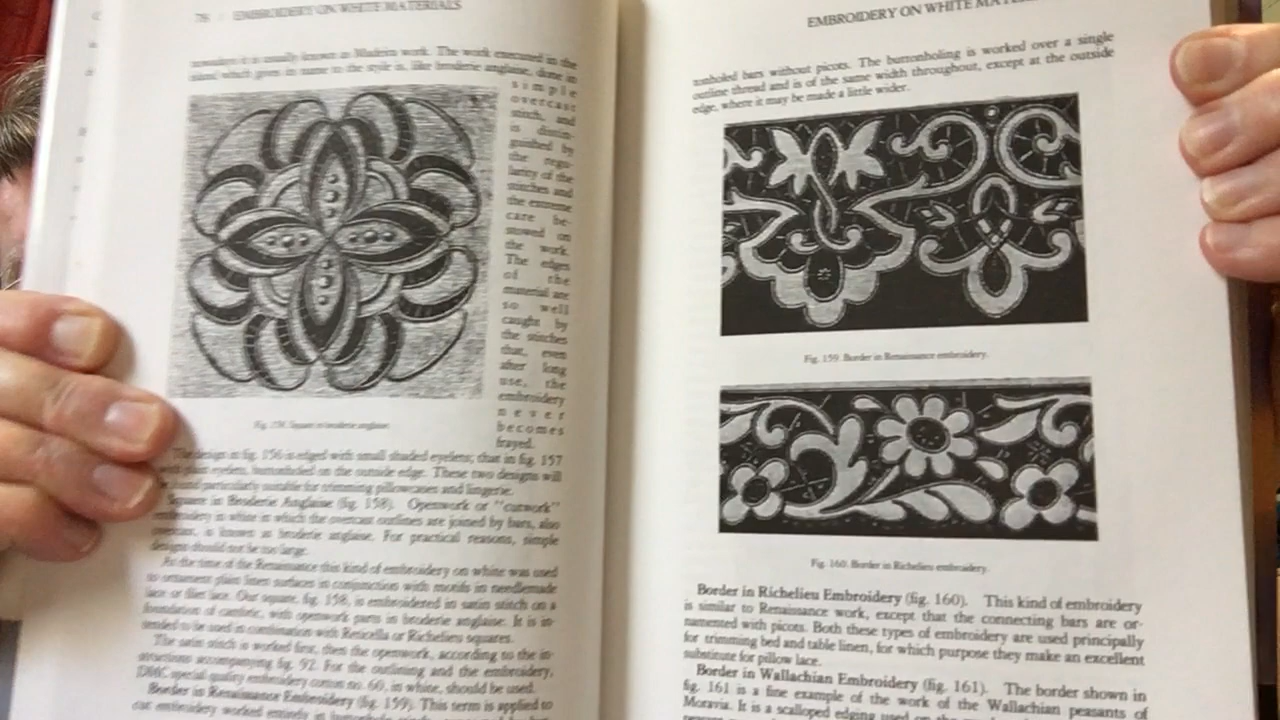 76 EMBROIDERY ON WHITE MATERIALS
nowadays it is usually known as Madeira work. The work executed in the
island which gives its name to the style is, like broderie anglaise, done in
simple
overcast
stitch, and
is distin-
guished by
the regu-
larity of the
stitches and
the extreme
care be-
stowed on
the work.
The edges
of the
material are
so well
caught by
the stitches
that, even
after long
use, the
embroidery
never
becomes
frayed.
Fig. 158. Square in broderie anglaise.
The design in fig. 156 is edged with small shaded eyelets; that in fig. 157
with plain eyelets, buttonholed on the outside edge. These two designs will
be found particularly suitable for trimming pillowcases and lingerie.
Square in Broderie Anglaise (fig. 158). Openwork or "cutwork"
embroidery in white in which the overcast outlines are joined by bars, also
overcast, is known as broderie anglaise. For practical reasons, simple
designs should not be too large.
At the time of the Renaissance this kind of embroidery on white was used
to ornament plain linen surfaces in conjunction with motifs in needlemade
lace or filet lace. Our square, fig. 158, is embroidered in satin stitch on a
foundation of cambric, with openwork parts in broderie anglaise. It is in-
tended to be used in combination with Reticella or Richelieu squares.
The satin stitch is worked first, then the openwork, according to the in-
structions accompanying fig. 92. For the outlining and the embroidery,
DMC special quality embroidery cotton no. 60, in white, should be used.
Border in Renaissance Embroidery (fig. 159). This term is applied to
cut embroidery worked entirely in
EMBROIDERY ON WHITE
tonholed bars without picots. The buttonholing is worked over a single
outline thread and is of the same width throughout, except at the outside
edge, where it may be made a little wider.
Fig. 159. Border in Renaissance embroidery.
Fig. 160. Border in Richelieu embroidery.
Border in Richelieu Embroidery (fig. 160). This kind of embroidery
is similar to Renaissance work, except that the connecting bars are or-
namented with picots. Both these types of embroidery are used principally
for trimming bed and table linen, for which purpose they make an excellent
substitute for pillow lace.
Border in Wallachian Embroidery (fig. 161). The border shown in
fig. 161 is a fine example of the work of the Wallachian peasants of
Moravia. It is a scalloped edging used on the